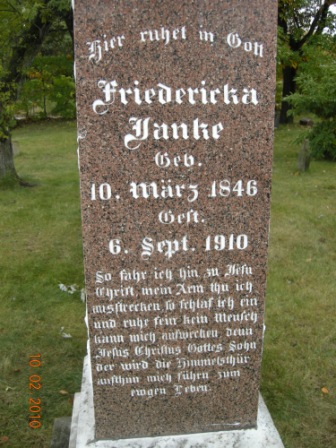 Hier ruhet in Gott
Friedericka
Janke
Geb.
10. März 1846
Gest.
6. Sept. 1910
So fahr ich hin zu Jesu
Christ, mein Arm thu ich
ausstrecken, so schlaf ich ein
und ruhe fein kein Mensch
kann mich aufwecken, denn
Jesus Christus Gottes Sohn
der wird die Himmelsthür
aufthun mich führen zum
ewgen Leben.
10 02 2010